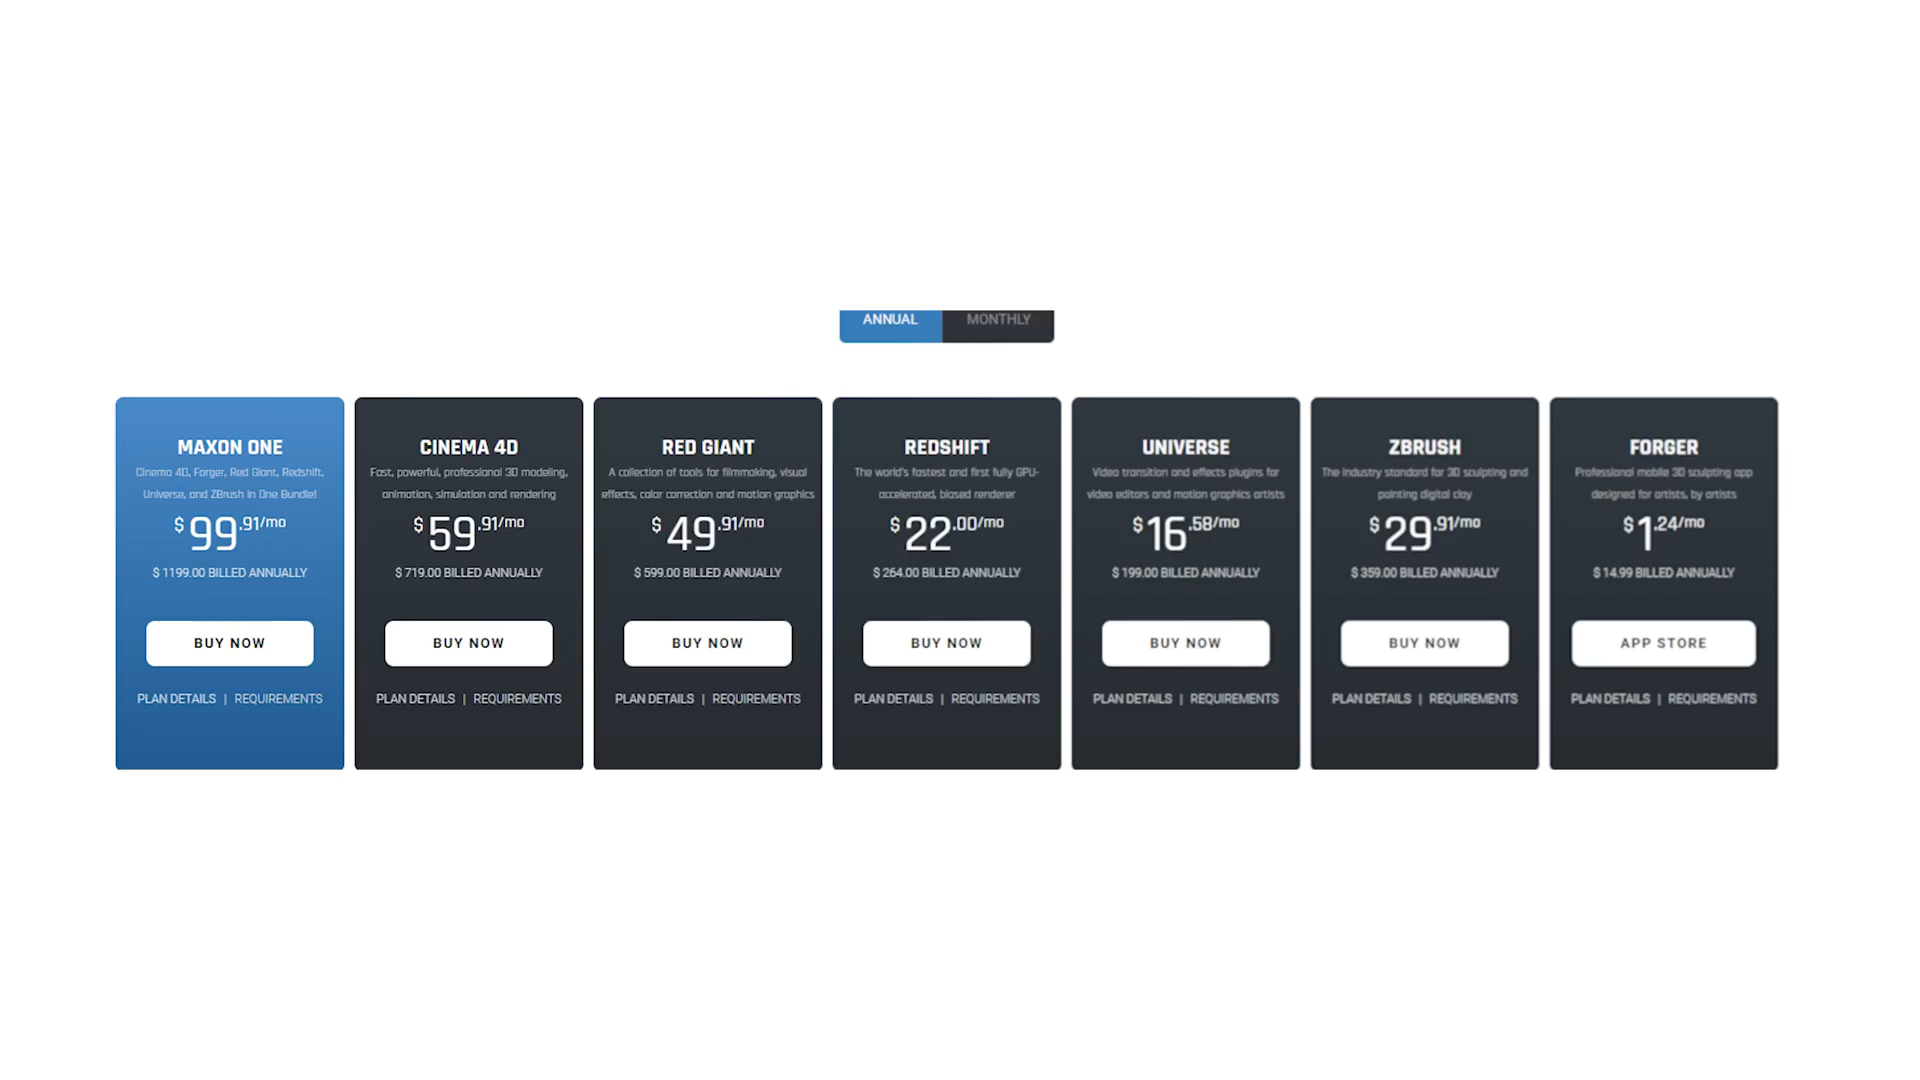 ANNUAL MONTHLY
MAXON ONE
Cinema 4D, Forger, Red Giant, Redshift,
Universe, and ZBrush in One Bundle!
$99.91/mo
$ 1199.00 BILLED ANNUALLY
BUY NOW
PLAN DETAILS | REQUIREMENTS
CINEMA 4D
Fast, powerful, professional 3D modeling,
animation, simulation and rendering
$59.91/mo
$ 719.00 BILLED ANNUALLY
BUY NOW
PLAN DETAILS | REQUIREMENTS
RED GIANT
A collection of tools for filmmaking, visual
effects, color correction and motion graphics
$49.91/mo
$ 599.00 BILLED ANNUALLY
BUY NOW
PLAN DETAILS | REQUIREMENTS
REDSHIFT
The world's fastest and first fully GPU-
accelerated, biased renderer
$22.00/mo
$ 264.00 BILLED ANNUALLY
BUY NOW
PLAN DETAILS | REQUIREMENTS
UNIVERSE
Video transition and effects plugins for
video editors and motion graphics artists
$16.58/mo
$ 199.00 BILLED ANNUALLY
BUY NOW
PLAN DETAILS | REQUIREMENTS
ZBRUSH
The industry standard for 3D sculpting and
painting digital clay
$29.91/mo
$ 359.00 BILLED ANNUALLY
BUY NOW
PLAN DETAILS | REQUIREMENTS
FORGER
Professional mobile 3D sculpting app
designed for artists, by artists
$1.24/mo
$ 14.99 BILLED ANNUALLY
APP STORE
PLAN DETAILS | REQUIREMENTS